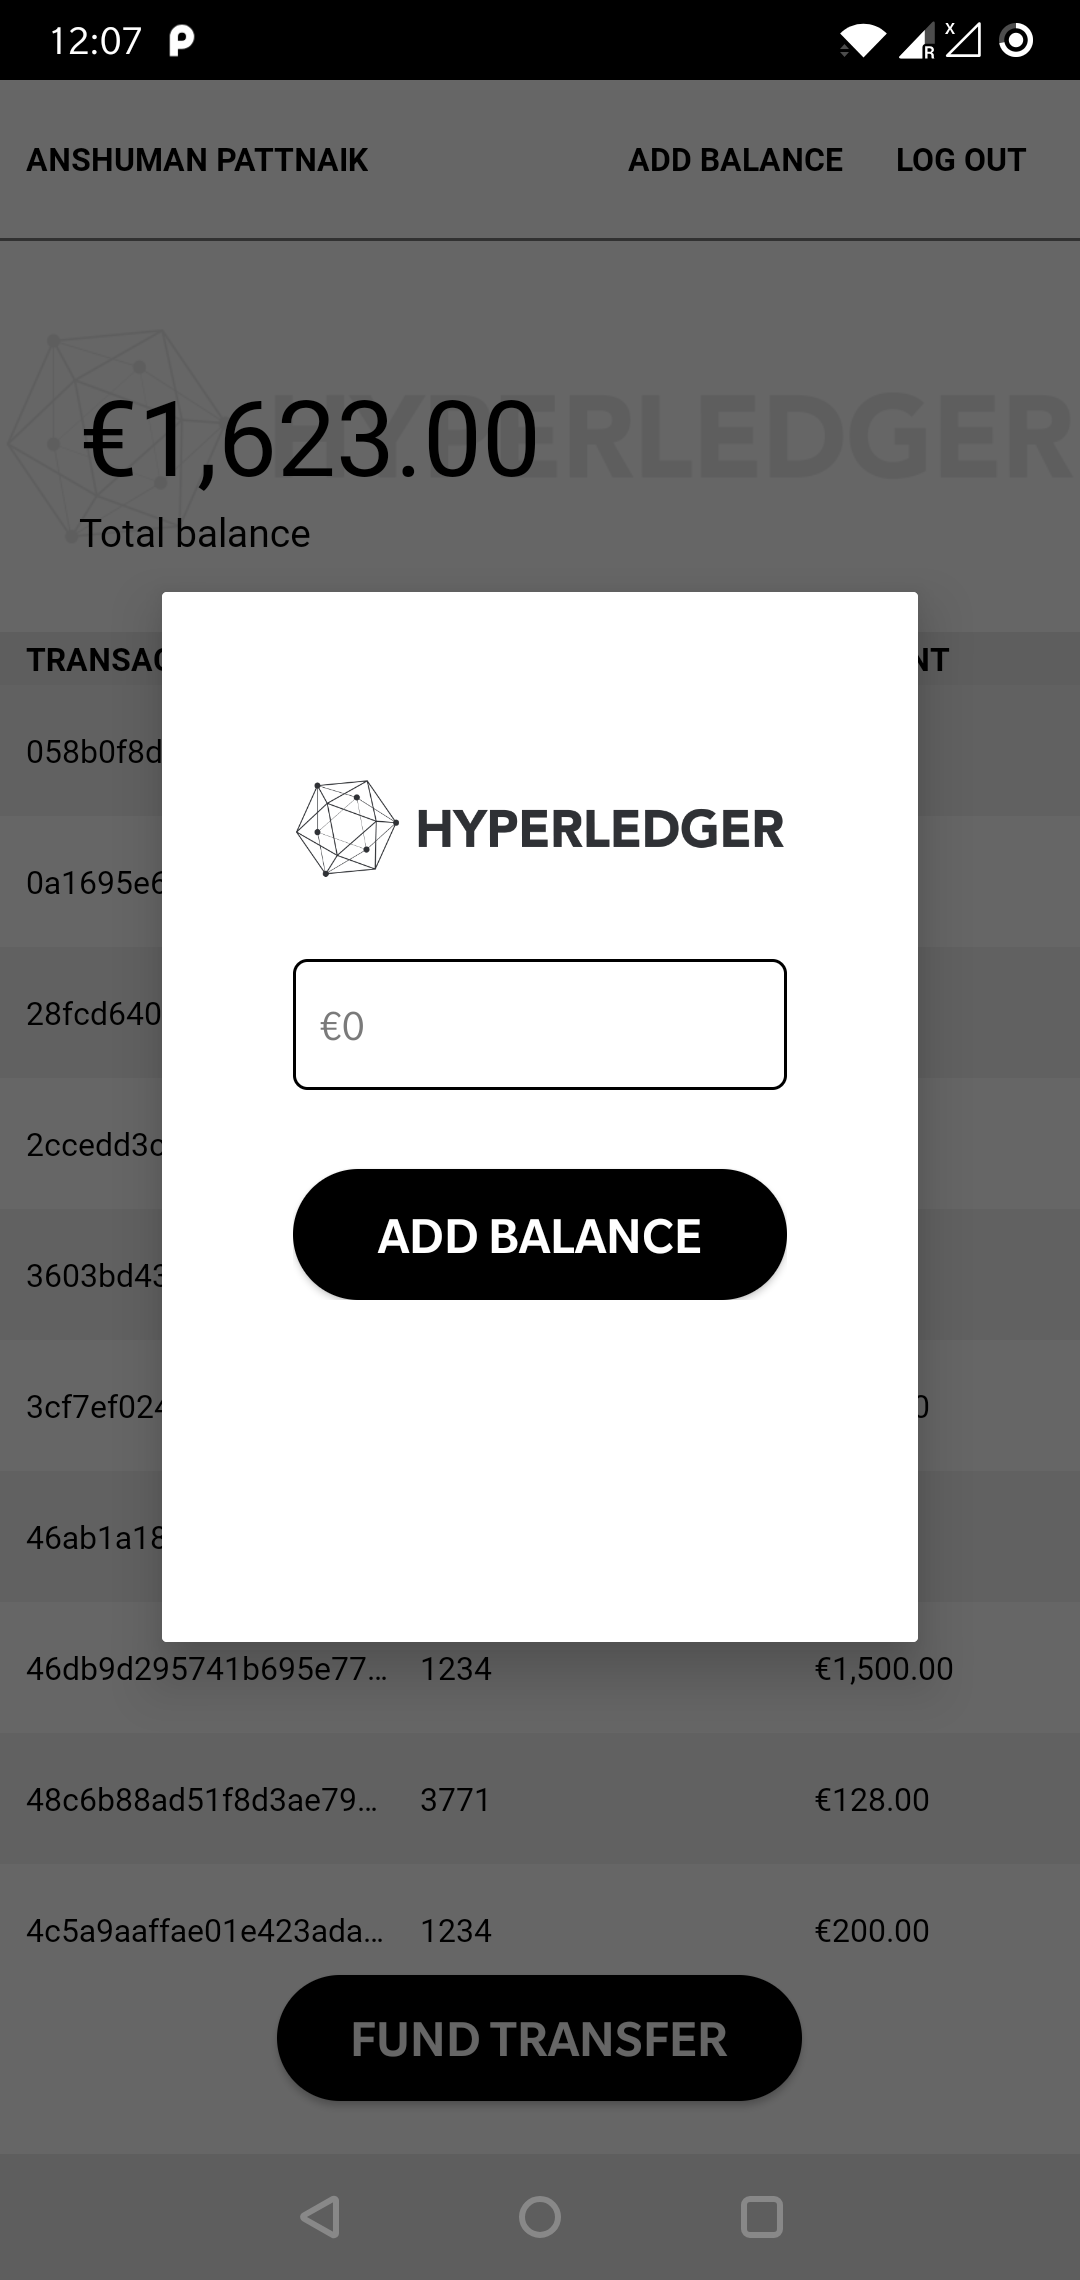 12:07
R X
ANSHUMAN PATTNAIK ADD BALANCE LOG OUT
HYPERLEDGER
€1,623.00
Total balance
TRANSAC NT
058b0f8d
0a1695e6
HYPERLEDGER
28fcd640
€0
2ccedd3c
ADD BALANCE
3603bd43
3cf7ef024 0
46ab1a18
46db9d295741b695e77... 1234 €1,500.00
48c6b88ad51f8d3ae79... 3771 €128.00
4c5a9aaffae01e423ada... 1234 €200.00
FUND TRANSFER